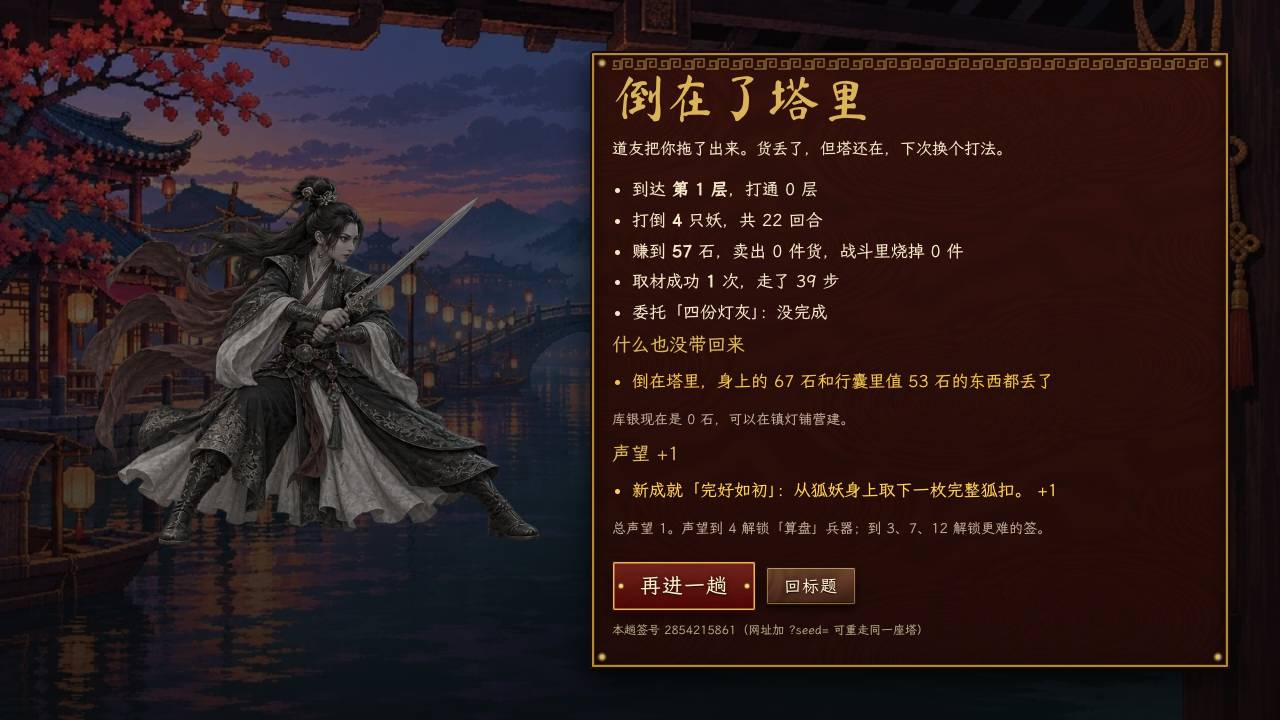 倒在了塔里
道友把你拖了出来。货丢了，但塔还在，下次换个打法。
• 到达 第 1 层，打通 0 层
• 打倒 4 只妖，共 22 回合
• 赚到 57 石，卖出 0 件货，战斗里烧掉 0 件
• 取材成功 1 次，走了 39 步
• 委托「四份灯灰」：没完成
什么也没带回来
• 倒在塔里，身上的 67 石和行囊里值 53 石的东西都丢了
库银现在是 0 石，可以在镇灯铺营建。
声望 +1
• 新成就「完好如初」：从狐妖身上取下一枚完整狐扣。 +1
总声望 1。声望到 4 解锁「算盘」兵器；到 3、7、12 解锁更难的签。
再进一趟
回标题
本趟签号 2854215861（网址加 ?seed= 可重走同一座塔）